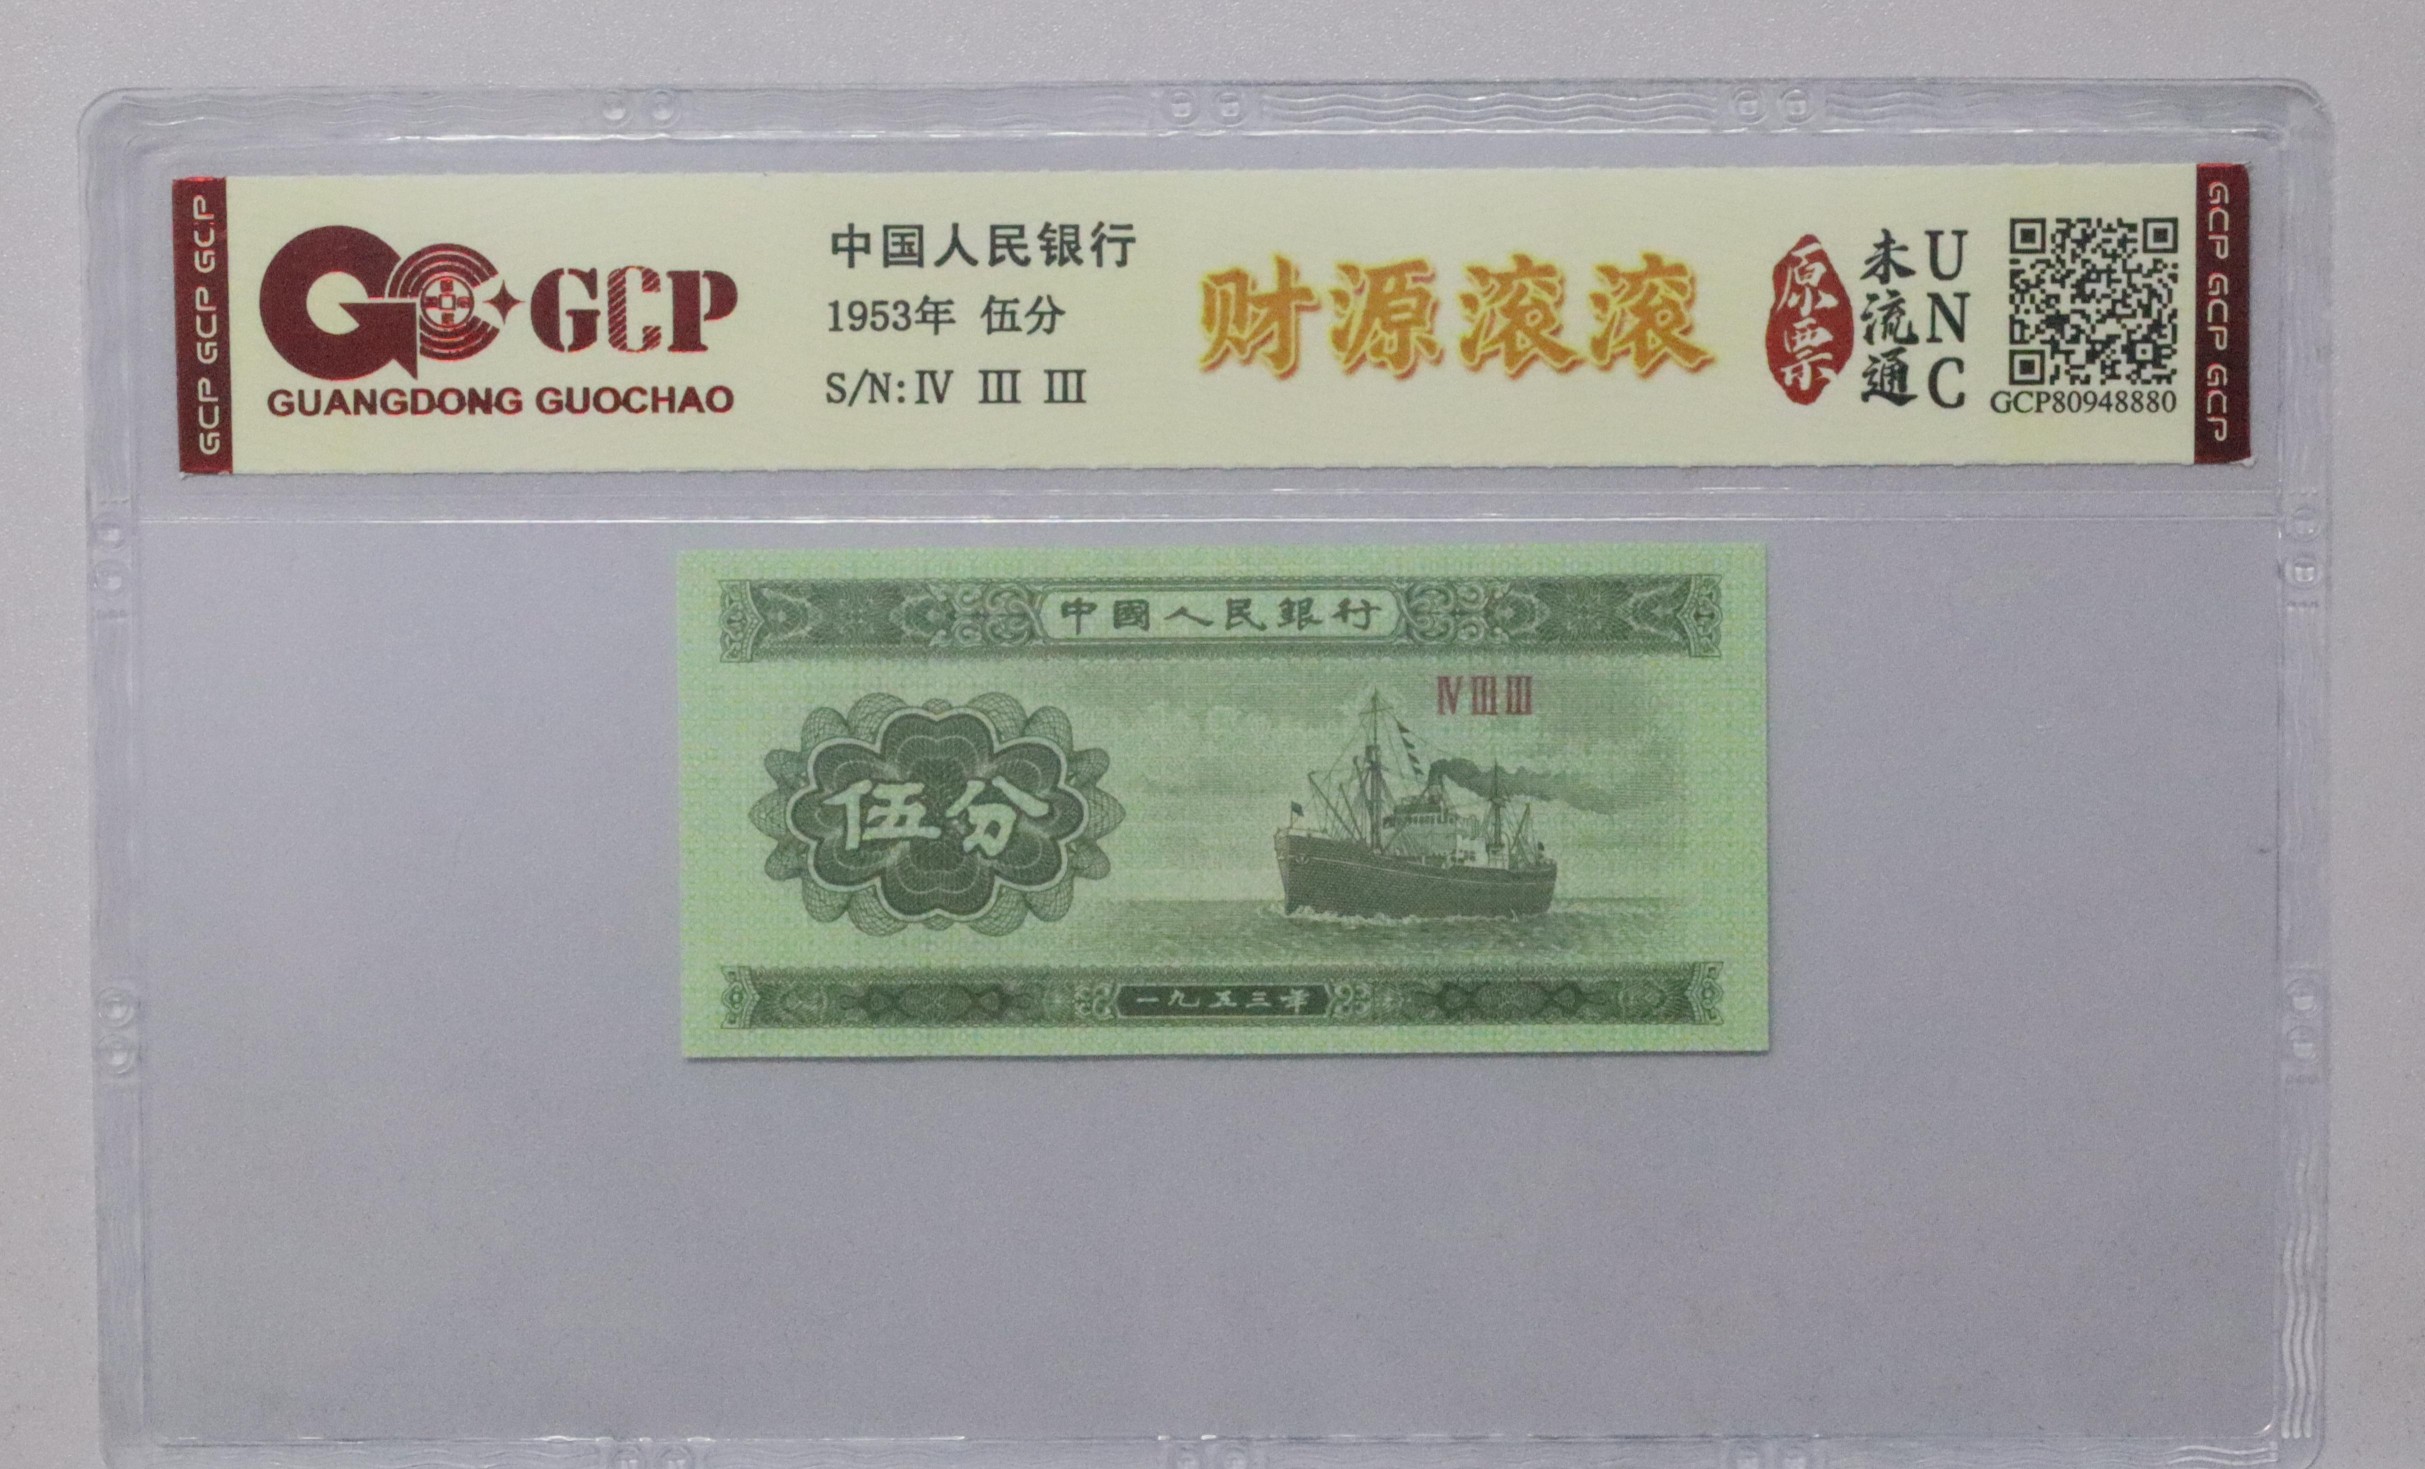 GCP GCP GCP
GCP
GUANGDONG GUOCHAO
中国人民银行
1953年 伍分
S/N:Ⅳ Ⅲ Ⅲ
财源滚滚
原票
未流通
UNC
GCP80948880
GCP GCP GCP
中國人民銀行
ⅣⅢⅢ
伍分
一九五三年